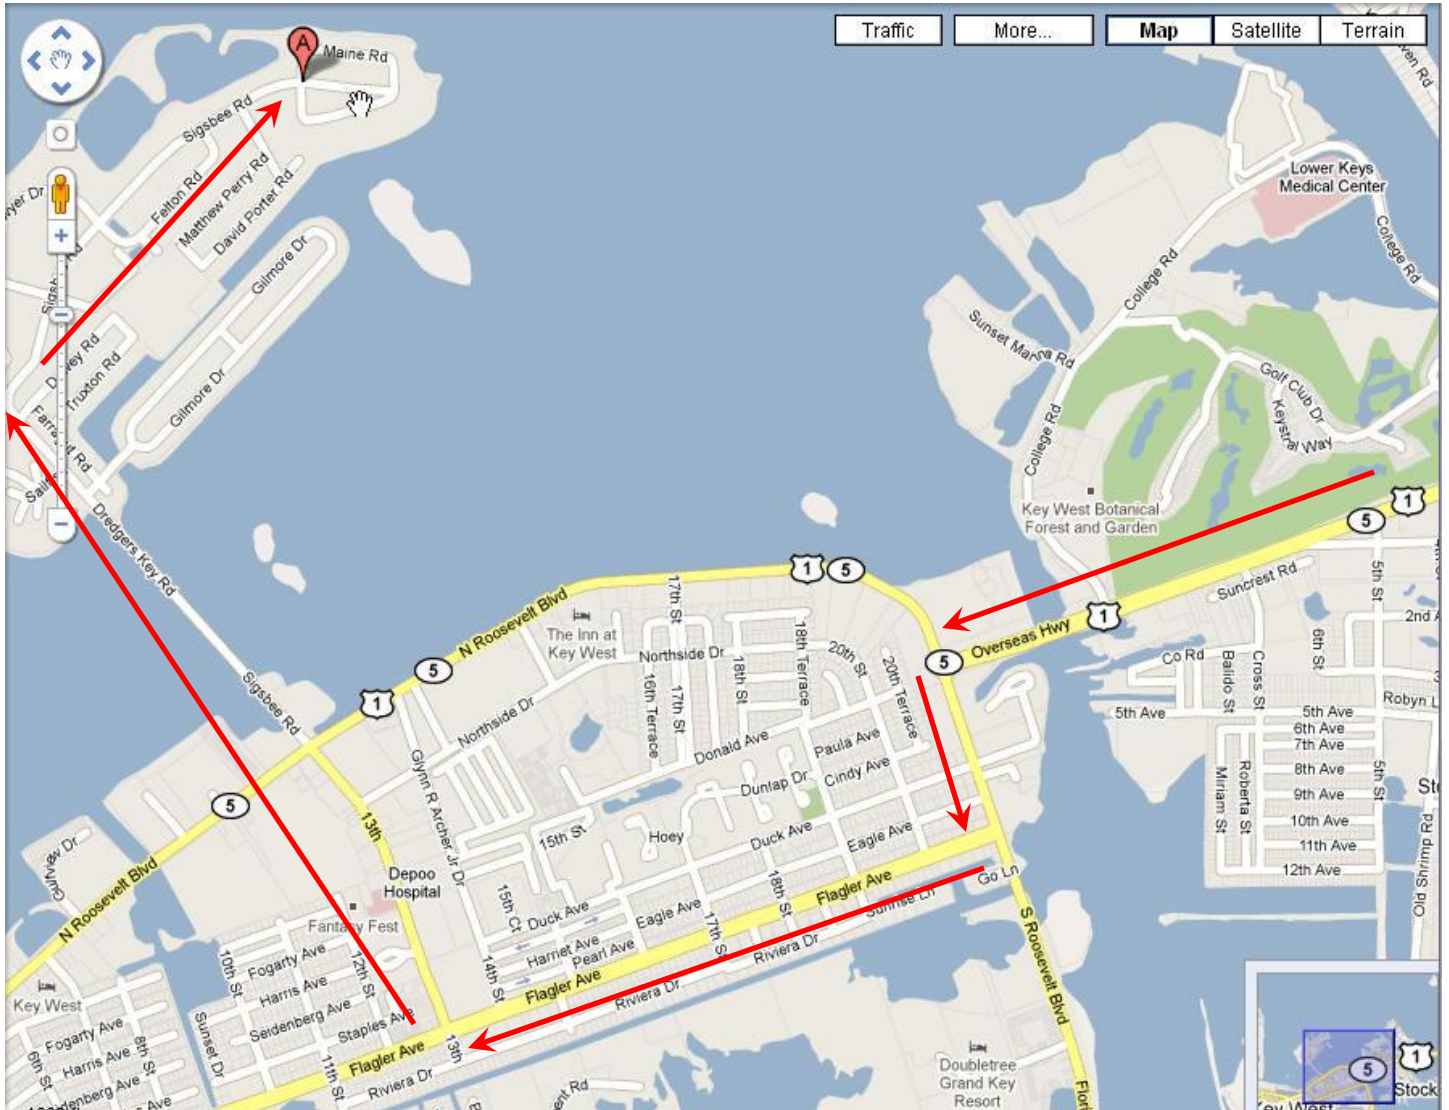 Traffic
More...
Map
Satellite
Terrain
A
Maine Rd
Sigsbee Rd
Felton Rd
Matthew Perry Rd
David Porter Rd
Gilmore Dr
Gilmore Dr
Truxton Rd
Dredgers Key Rd
Sigsbee Rd
Lower Keys
Medical Center
College Rd
College Rd
College Rd
Golf Club Dr
Keystral Way
Key West Botanical
Forest and Garden
1
5
1
5
1
5
Overseas Hwy
Suncrest Rd
5th St
2nd
6th St
Co Rd
Balido St
Cross St
5th Ave
5th Ave
Robyn L
6th Ave
7th Ave
8th Ave
9th Ave
10th Ave
11th Ave
12th Ave
Miriam St
Roberta St
5th St
Old Shrimp Rd
N Roosevelt Blvd
The Inn at
Key West
17th St
Northside Dr
18th Terrace
20th St
20th Terrace
16th Terrace
17th St
18th St
5
1
Northside Dr
Donald Ave
Paula Ave
Cindy Ave
Dunlap Dr
Glynn R Archer Jr Dr
15th St
Hoey
Duck Ave
Eagle Ave
5
13th
N Roosevelt Blvd
Depoo
Hospital
Fantasy Fest
15th Ct
Duck Ave
Eagle Ave
18th St
Flagler Ave
Sunrise Ln
Go Ln
Harriet Ave
Pearl Ave
17th St
Riviera Dr
S Roosevelt Blvd
14th St
Flagler Ave
Riviera Dr
10th St
Fogarty Ave
12th St
Harris Ave
Seidenberg Ave
Staples Ave
Key West
Fogarty Ave
Harris Ave
6th St
8th St
Sunset Dr
11th St
Flagler Ave
13th
Riviera Dr
Doubletree
Grand Key
Resort
1
5
Stock
Key West